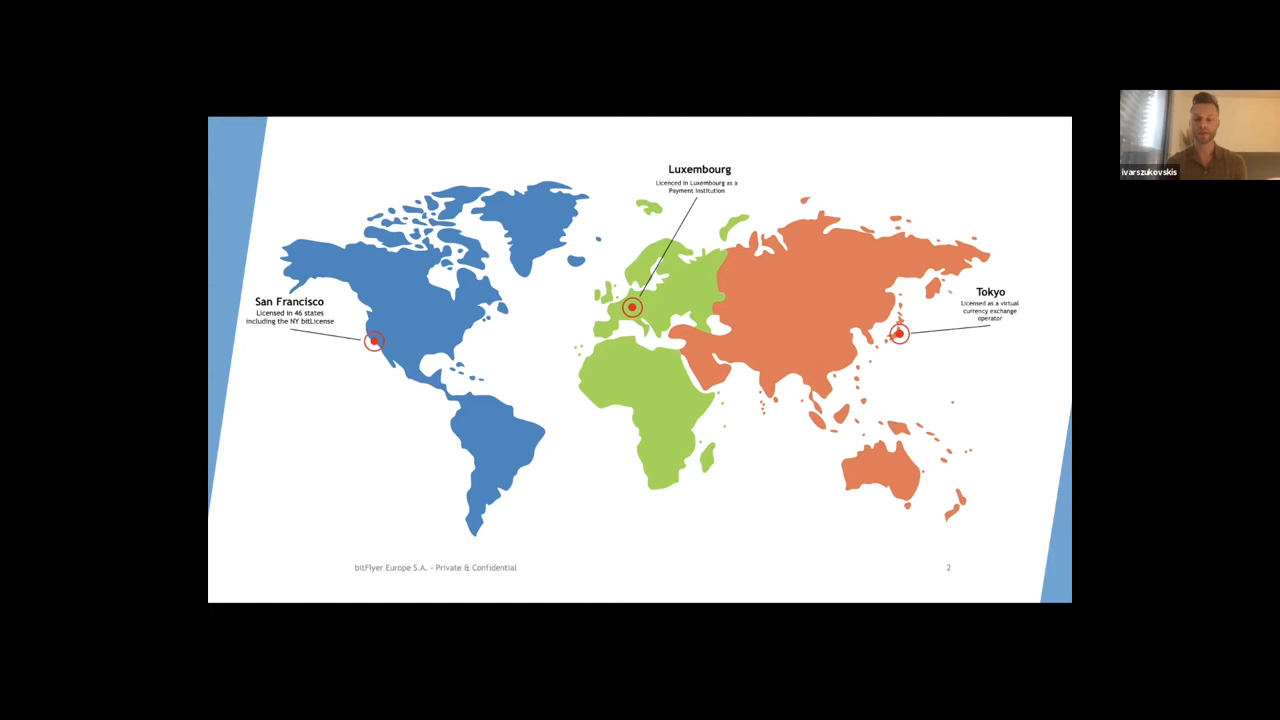 Luxembourg
Licenced in Luxembourg as a
Payment Institution
San Francisco
Licensed in 46 states
including the NY bitLicense
Tokyo
Licensed as a virtual
currency exchange
operator
bitFlyer Europe S.A. - Private & Confidential
2
ivarszukovskis